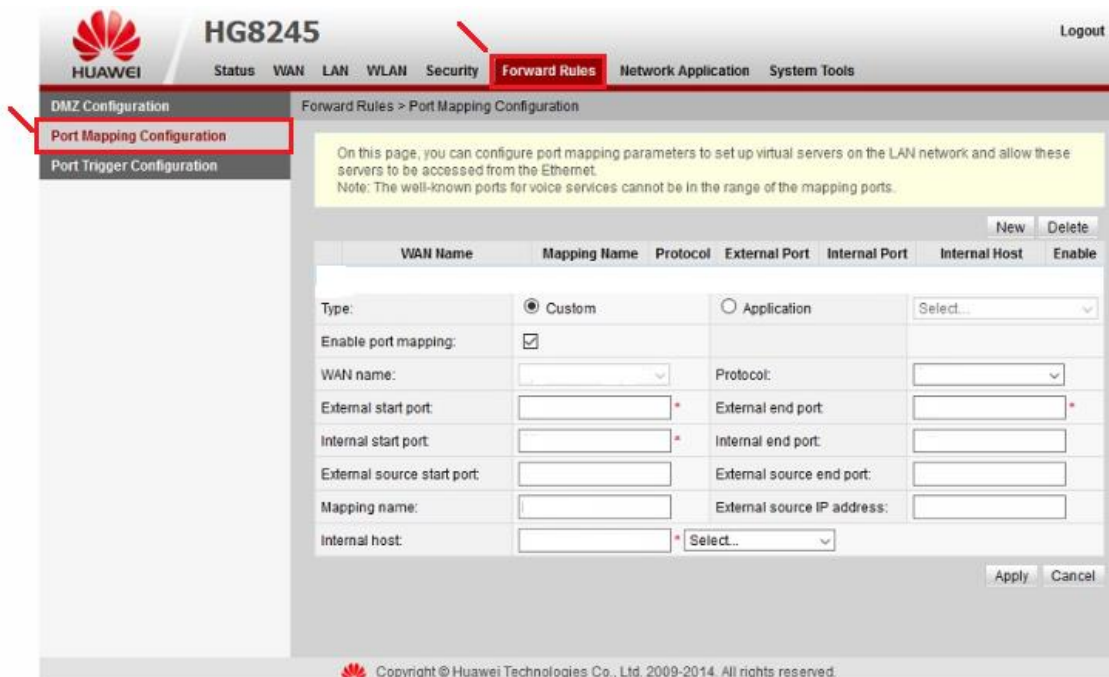 HG8245
Logout
HUAWEI
Status WAN LAN WLAN Security Forward Rules Network Application System Tools
DMZ Configuration
Port Mapping Configuration
Port Trigger Configuration
Forward Rules > Port Mapping Configuration
On this page, you can configure port mapping parameters to set up virtual servers on the LAN network and allow these
servers to be accessed from the Ethernet.
Note: The well-known ports for voice services cannot be in the range of the mapping ports.
New Delete
WAN Name Mapping Name Protocol External Port Internal Port Internal Host Enable
Type: Custom Application Select...
Enable port mapping:
WAN name: Protocol:
External start port: * External end port: *
Internal start port: * Internal end port:
External source start port: External source end port:
Mapping name: External source IP address:
Internal host: * Select...
Apply Cancel
Copyright © Huawei Technologies Co., Ltd. 2009-2014. All rights reserved.